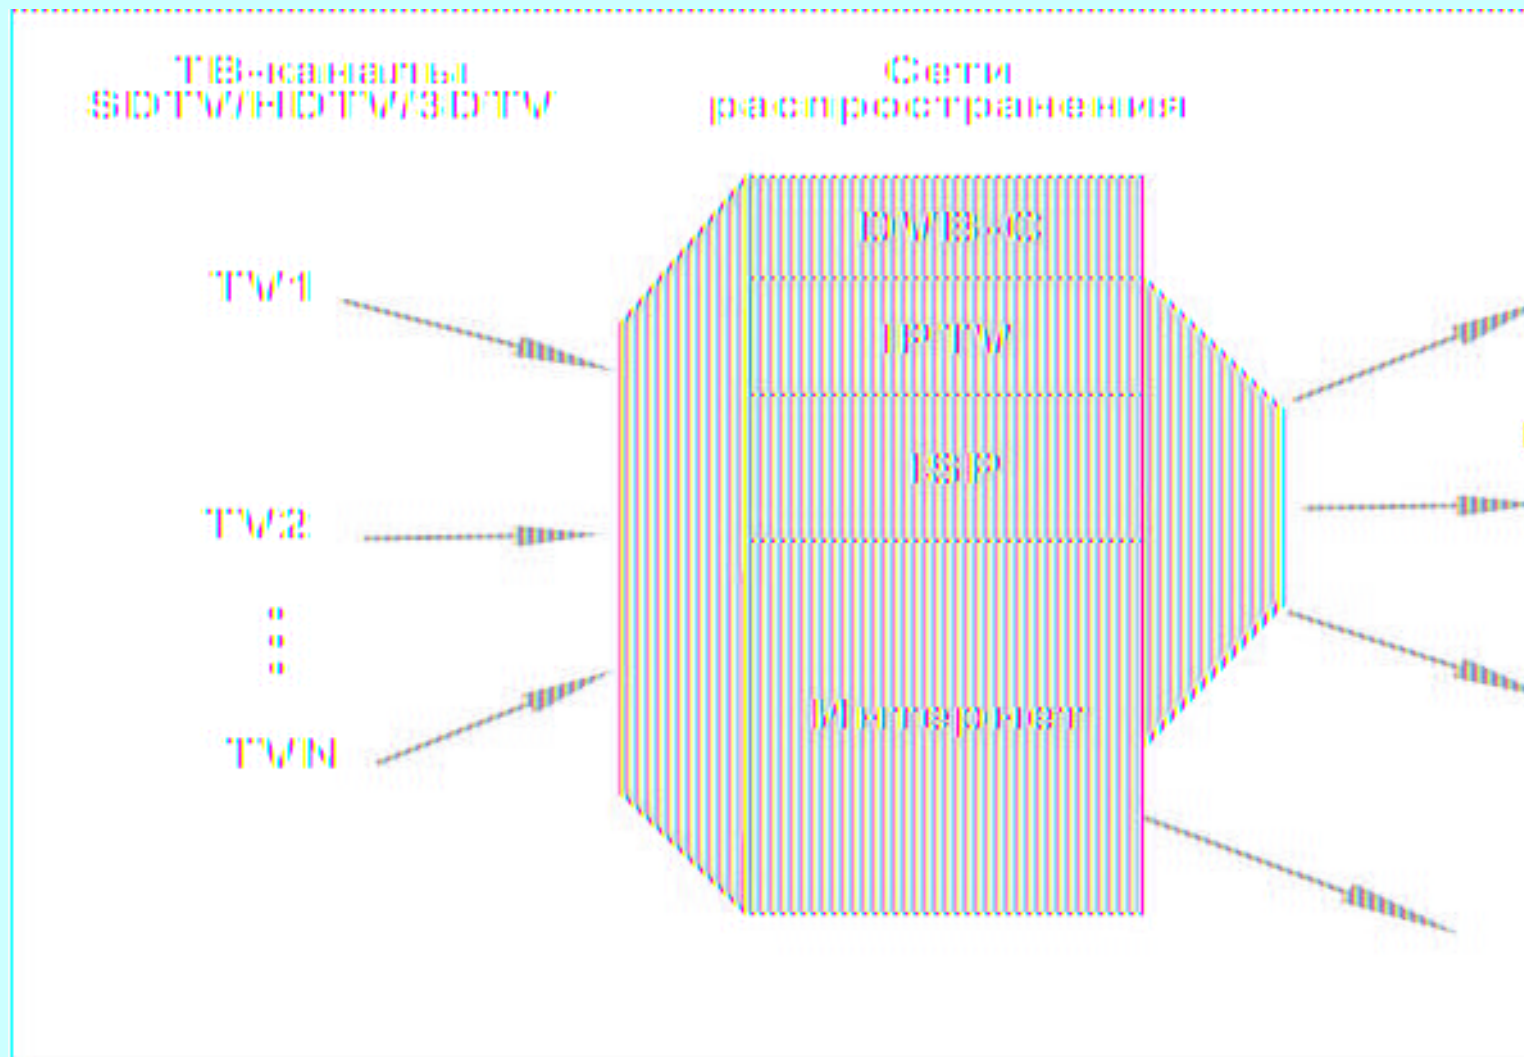 ТВ-каналы
SDTV/HDTV/3DTV
Сети
распространения
DVB-C
IPTV
ISP
Интернет
TV1
TV2
TVN